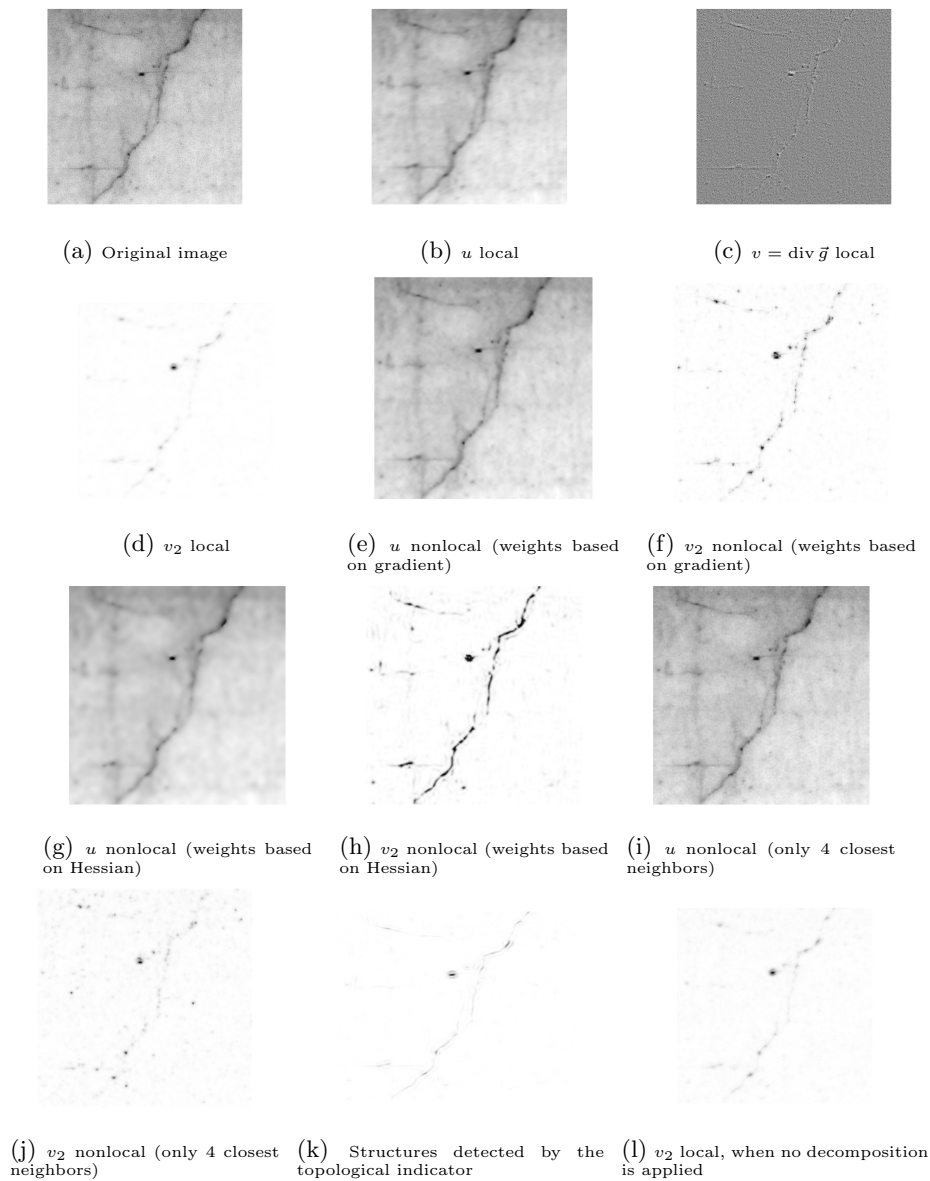 (a) Original image
(b) u local
(c) v = div g⃗ local
(d) v₂ local
(e) u nonlocal (weights based
on gradient)
(f) v₂ nonlocal (weights based
on gradient)
(g) u nonlocal (weights based
on Hessian)
(h) v₂ nonlocal (weights based
on Hessian)
(i) u nonlocal (only 4 closest
neighbors)
(j) v₂ nonlocal (only 4 closest
neighbors)
(k) Structures detected by the
topological indicator
(l) v₂ local, when no decomposition
is applied